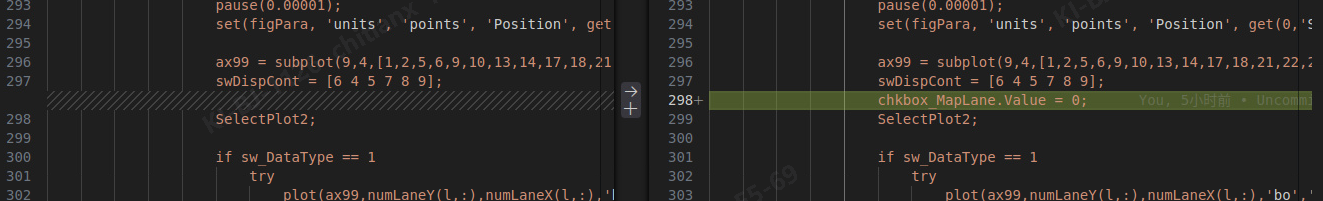 293 pause(0.00001);
294 set(figPara, 'units', 'points', 'Position', get
295
296 ax99 = subplot(9,4,[1,2,5,6,9,10,13,14,17,18,21
297 swDispCont = [6 4 5 7 8 9];
298 SelectPlot2;
299
300 if sw_DataType == 1
301 try
302 plot(ax99,numLaneY(l,:),numLaneX(l,:),'
→
+
293 pause(0.00001);
294 set(figPara, 'units', 'points', 'Position', get(0,'S
295
296 ax99 = subplot(9,4,[1,2,5,6,9,10,13,14,17,18,21,22,2
297 swDispCont = [6 4 5 7 8 9];
298+ chkbox_MapLane.Value = 0; You, 5小时前 • Uncommi
299 SelectPlot2;
300
301 if sw_DataType == 1
302 try
303 plot(ax99,numLaneY(l,:),numLaneX(l,:),'bo','